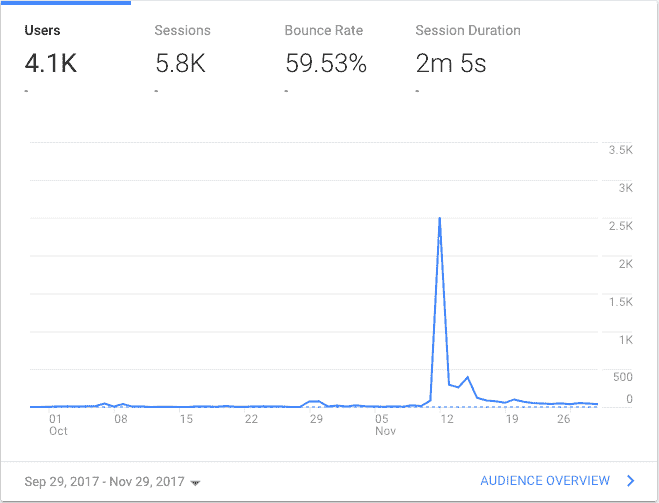 Users Sessions Bounce Rate Session Duration
4.1K 5.8K 59.53% 2m 5s
- - - -
3.5K
3K
2.5K
2K
1.5K
1K
500
0
01 08 15 22 29 05 12 19 26
Oct Nov
Sep 29, 2017 - Nov 29, 2017 AUDIENCE OVERVIEW